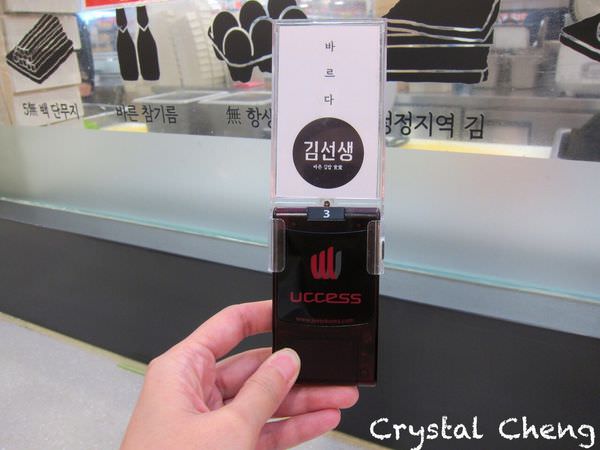 5無 백 단무지
바른 참기름
無 항생
청정지역 김
바
르
다
김선생
3
uccess
Crystal Cheng